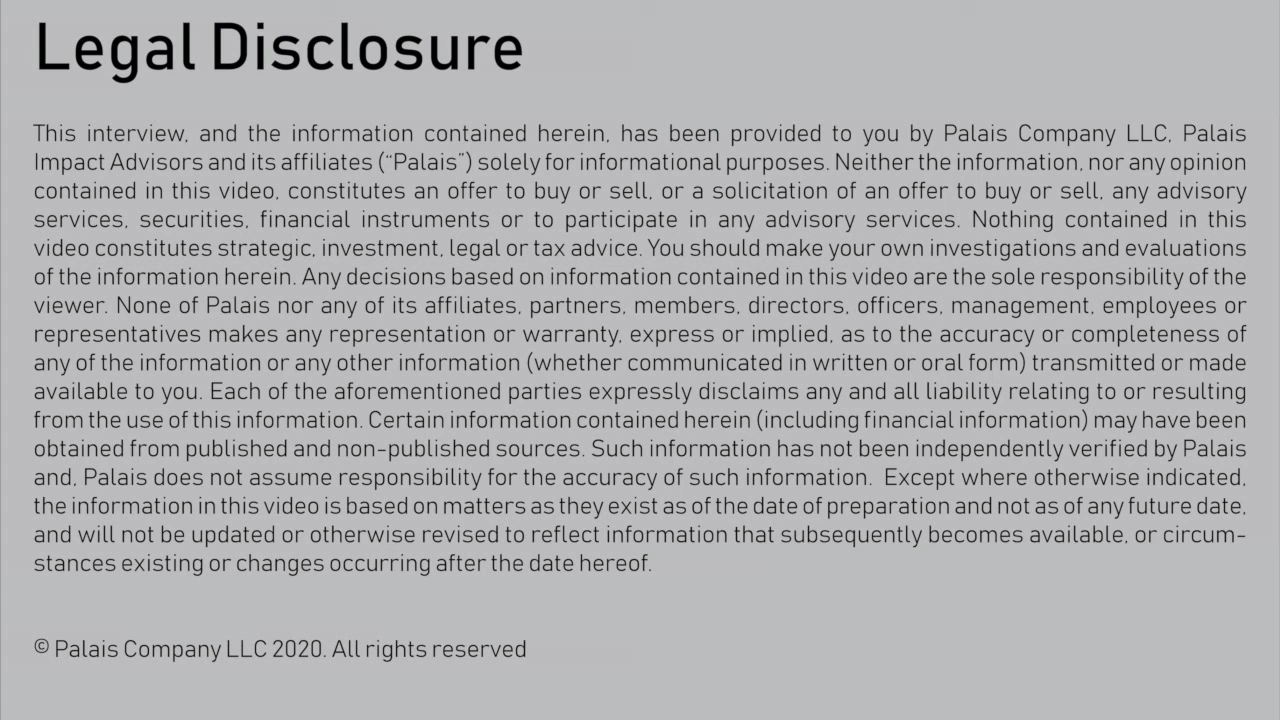 Legal Disclosure
This interview, and the information contained herein, has been provided to you by Palais Company LLC, Palais
Impact Advisors and its affiliates (“Palais”) solely for informational purposes. Neither the information, nor any opinion
contained in this video, constitutes an offer to buy or sell, or a solicitation of an offer to buy or sell, any advisory
services, securities, financial instruments or to participate in any advisory services. Nothing contained in this
video constitutes strategic, investment, legal or tax advice. You should make your own investigations and evaluations
of the information herein. Any decisions based on information contained in this video are the sole responsibility of the
viewer. None of Palais nor any of its affiliates, partners, members, directors, officers, management, employees or
representatives makes any representation or warranty, express or implied, as to the accuracy or completeness of
any of the information or any other information (whether communicated in written or oral form) transmitted or made
available to you. Each of the aforementioned parties expressly disclaims any and all liability relating to or resulting
from the use of this information. Certain information contained herein (including financial information) may have been
obtained from published and non-published sources. Such information has not been independently verified by Palais
and, Palais does not assume responsibility for the accuracy of such information. Except where otherwise indicated,
the information in this video is based on matters as they exist as of the date of preparation and not as of any future date,
and will not be updated or otherwise revised to reflect information that subsequently becomes available, or circum-
stances existing or changes occurring after the date hereof.
© Palais Company LLC 2020. All rights reserved